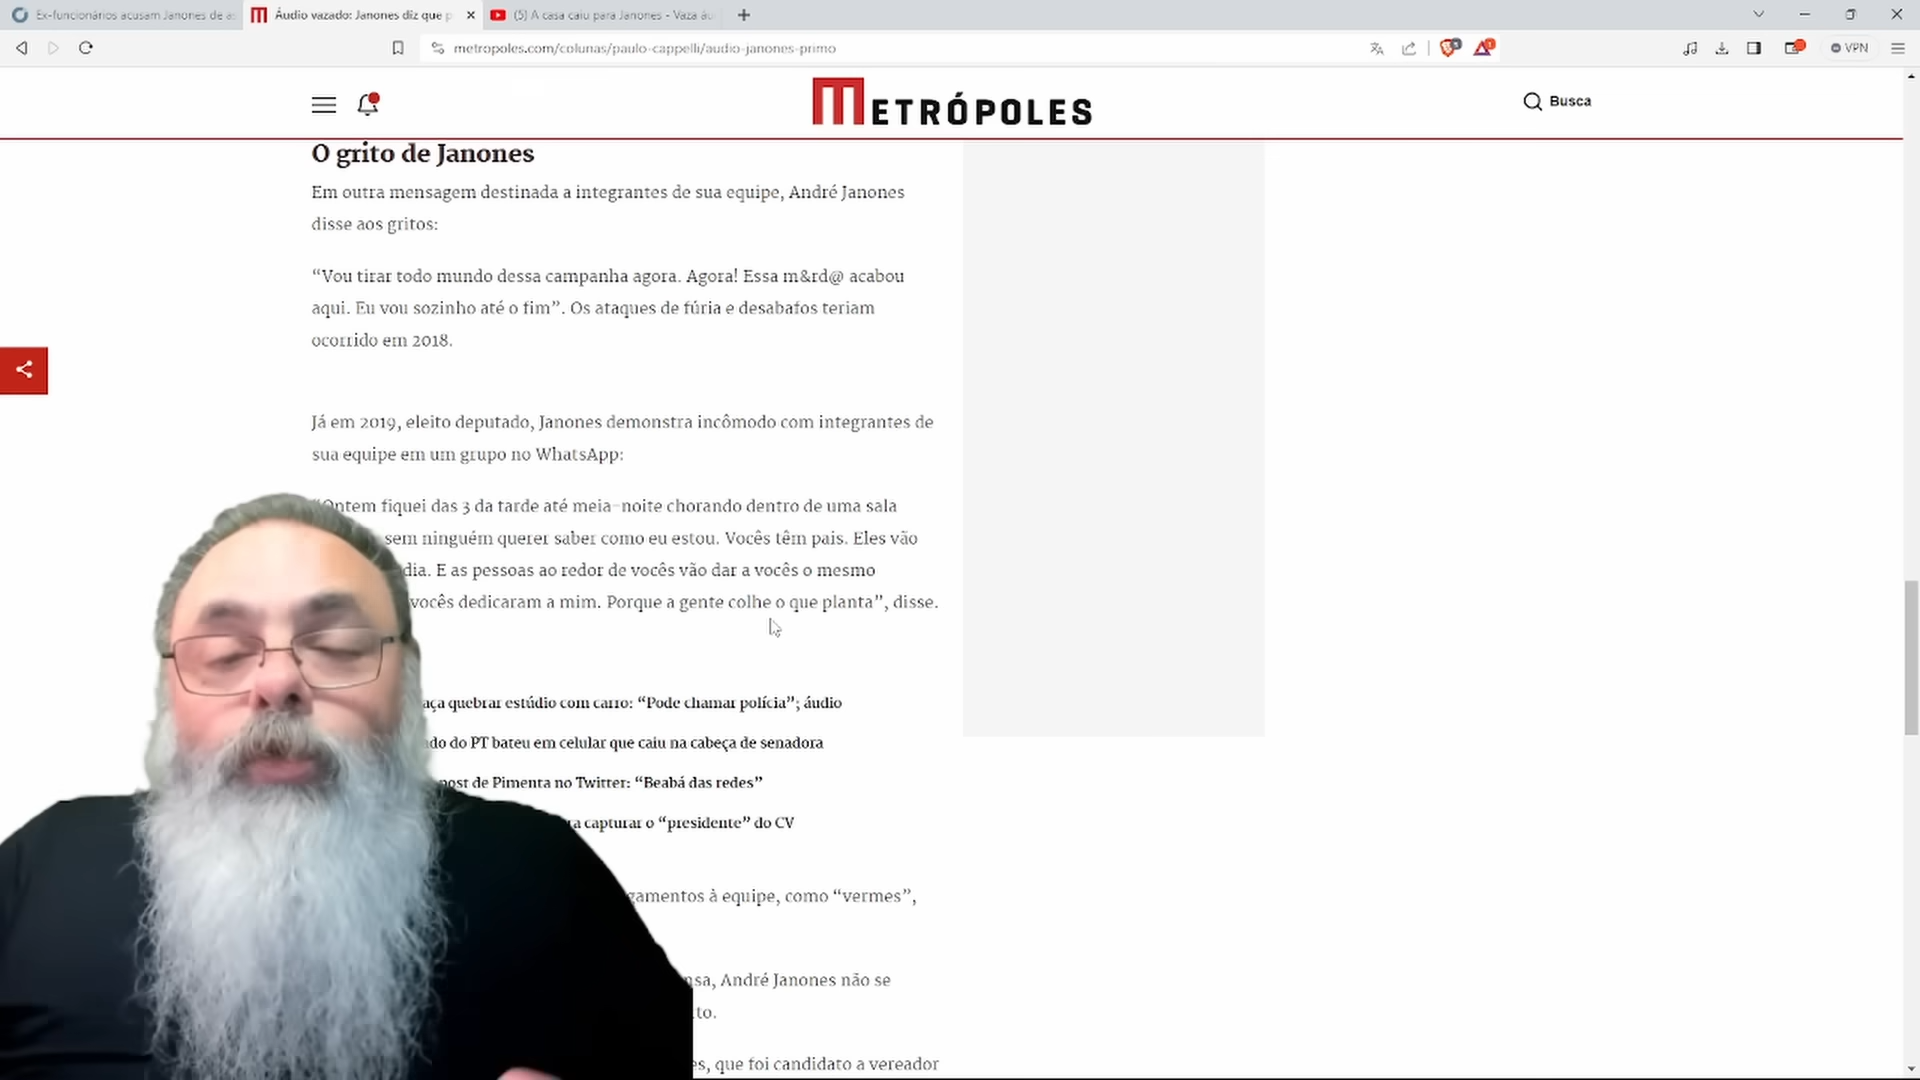 Ex-funcionários acusam Janones de a
Áudio vazado: Janones diz que p
(5) A casa caiu para Janones - Vaza áu
metropoles.com/colunas/paulo-cappelli/audio-janones-primo
VPN
METRÓPOLES
Busca
O grito de Janones
Em outra mensagem destinada a integrantes de sua equipe, André Janones
disse aos gritos:
“Vou tirar todo mundo dessa campanha agora. Agora! Essa m&rd@ acabou
aqui. Eu vou sozinho até o fim”. Os ataques de fúria e desabafos teriam
ocorrido em 2018.
Já em 2019, eleito deputado, Janones demonstra incômodo com integrantes de
sua equipe em um grupo no WhatsApp:
“Ontem fiquei das 3 da tarde até meia-noite chorando dentro de uma sala
sem ninguém querer saber como eu estou. Vocês têm pais. Eles vão
dia. E as pessoas ao redor de vocês vão dar a vocês o mesmo
vocês dedicaram a mim. Porque a gente colhe o que planta”, disse.
aça quebrar estúdio com carro: “Pode chamar polícia”; áudio
do do PT bateu em celular que caiu na cabeça de senadora
post de Pimenta no Twitter: “Beabá das redes”
ra capturar o “presidente” do CV
gamentos à equipe, como “vermes”,
nsa, André Janones não se
to.
es, que foi candidato a vereador